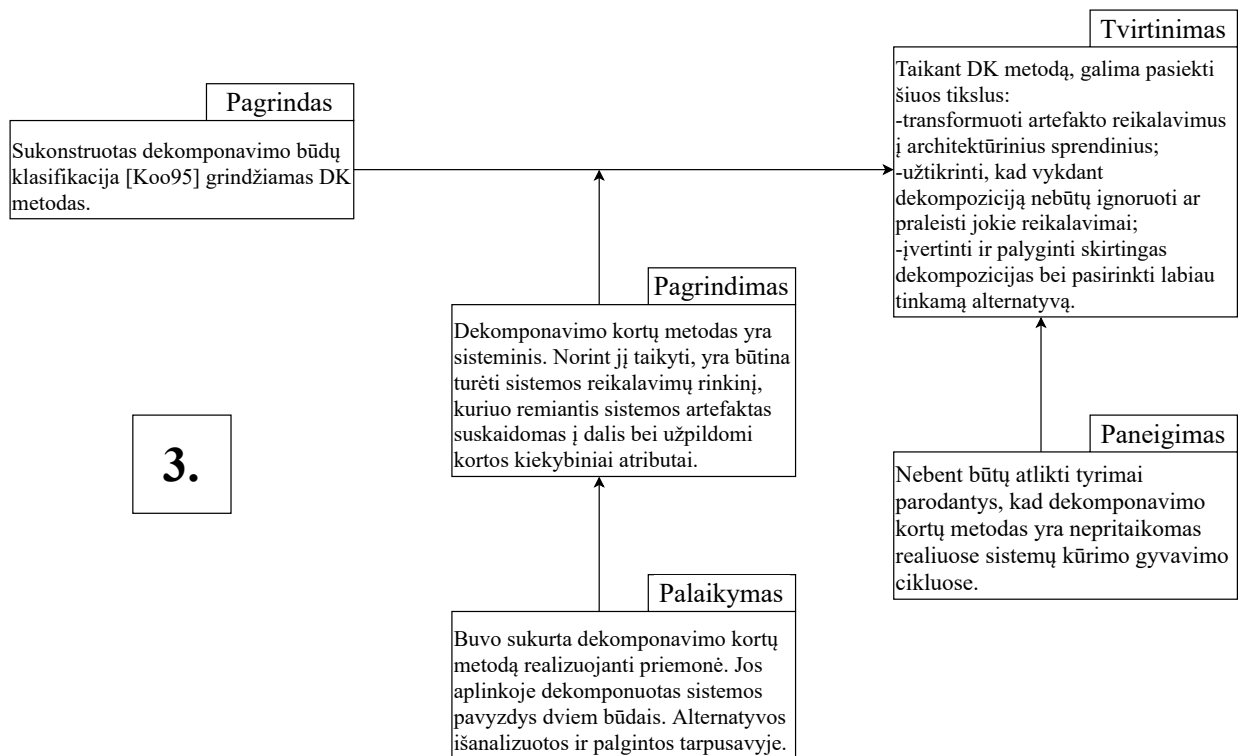 Pagrindas
Sukonstruotas dekomponavimo būdų
klasifikacija [Koo95] grindžiamas DK
metodas.
Tvirtinimas
Taikant DK metodą, galima pasiekti
šiuos tikslus:
-transformuoti artefakto reikalavimus
į architektūrinius sprendinius;
-užtikrinti, kad vykdant
dekompoziciją nebūtų ignoruoti ar
praleisti jokie reikalavimai;
-įvertinti ir palyginti skirtingas
dekompozicijas bei pasirinkti labiau
tinkamą alternatyvą.
Pagrindimas
Dekomponavimo kortų metodas yra
sisteminis. Norint jį taikyti, yra būtina
turėti sistemos reikalavimų rinkinį,
kuriuo remiantis sistemos artefaktas
suskaidomas į dalis bei užpildomi
kortos kiekybiniai atributai.
3.
Paneigimas
Nebent būtų atlikti tyrimai
parodantys, kad dekomponavimo
kortų metodas yra nepritaikomas
realiuose sistemų kūrimo gyvavimo
cikluose.
Palaikymas
Buvo sukurta dekomponavimo kortų
metodą realizuojanti priemonė. Jos
aplinkoje dekomponuotas sistemos
pavyzdys dviem būdais. Alternatyvos
išanalizuotos ir palgintos tarpusavyje.